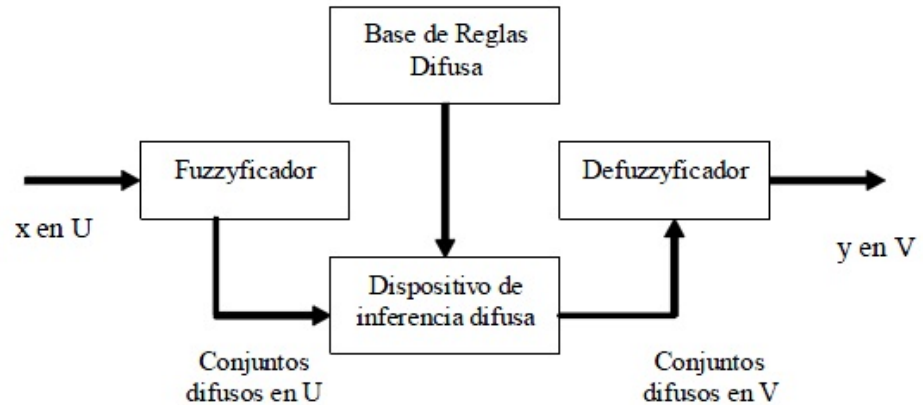 Base de Reglas
Difusa
Fuzzyficador
Defuzzyficador
x en U
y en V
Dispositivo de
inferencia difusa
Conjuntos
difusos en U
Conjuntos
difusos en V